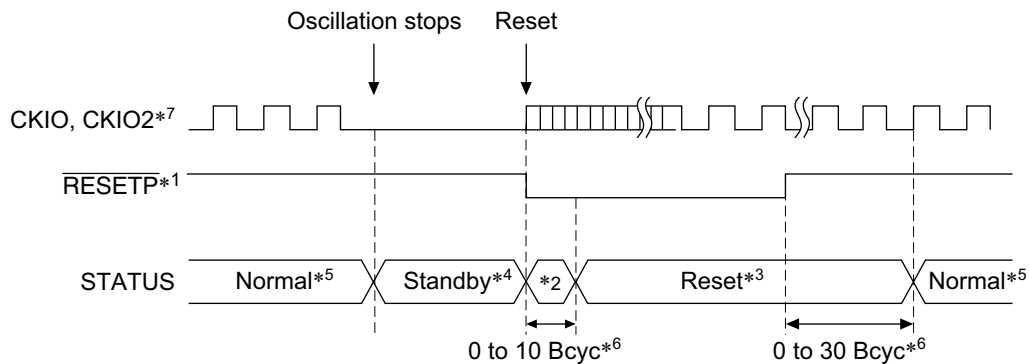 Oscillation stops Reset
CKIO, CKIO2*7
RESETP*1
STATUS Normal*5 Standby*4 *2 Reset*3 Normal*5
0 to 10 Bcyc*6 0 to 30 Bcyc*6